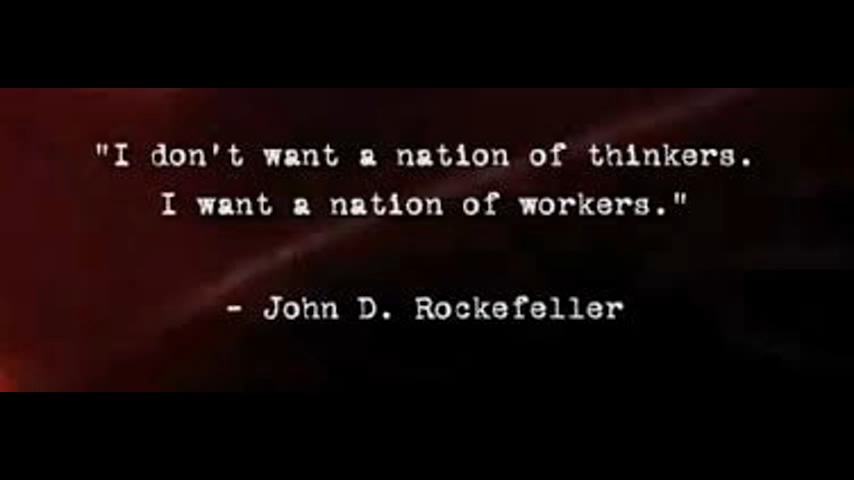 "I don't want a nation of thinkers.
I want a nation of workers."
- John D. Rockefeller